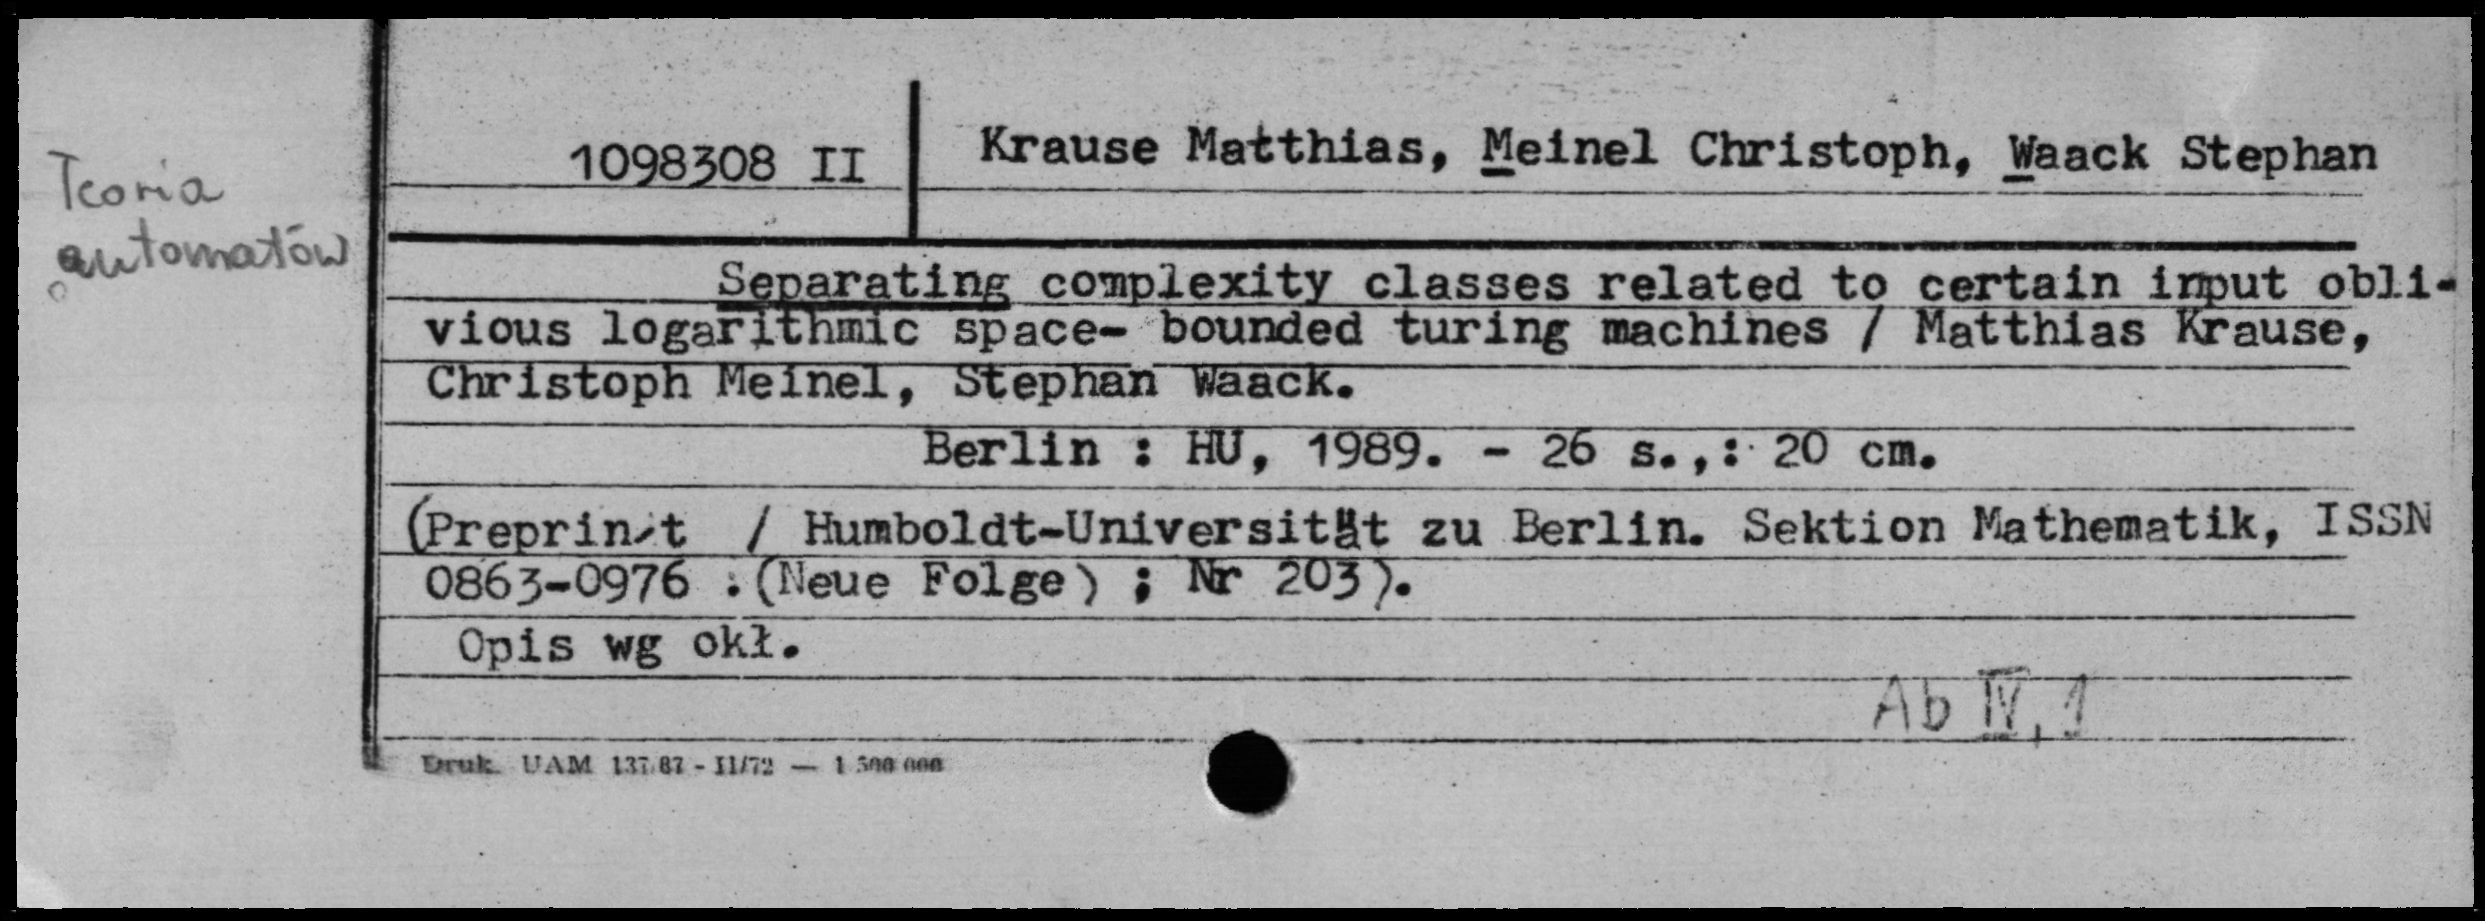 Teoria
automatów
1098308 II
Krause Matthias, Meinel Christoph, Waack Stephan
Separating complexity classes related to certain input obli-
vious logarithmic space- bounded turing machines / Matthias Krause,
Christoph Meinel, Stephan Waack.
Berlin : HU, 1989. - 26 s.,: 20 cm.
(Preprint / Humboldt-Universität zu Berlin. Sektion Mathematik, ISSN
0863-0976 :(Neue Folge) ; Nr 203).
Opis wg okł.
Ab IV, 1
Druk. UAM 137/87 - II/72 — 1 500 000